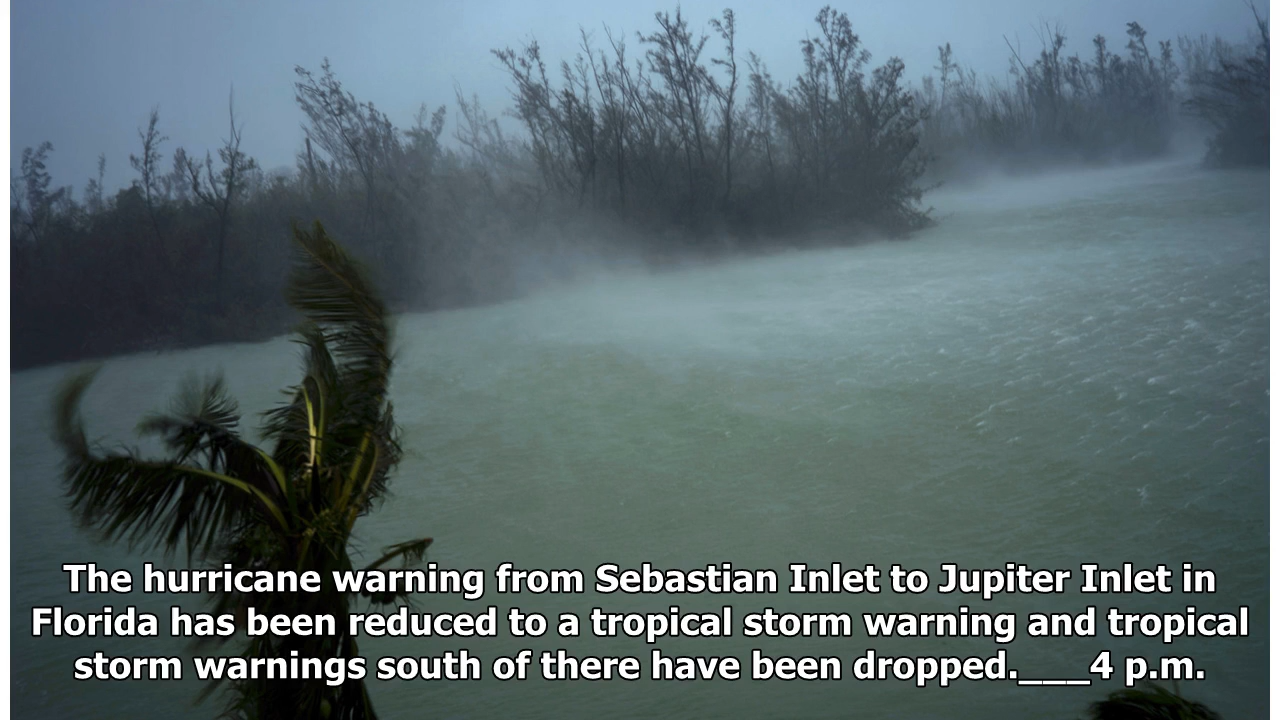 The hurricane warning from Sebastian Inlet to Jupiter Inlet in
Florida has been reduced to a tropical storm warning and tropical
storm warnings south of there have been dropped.___4 p.m.